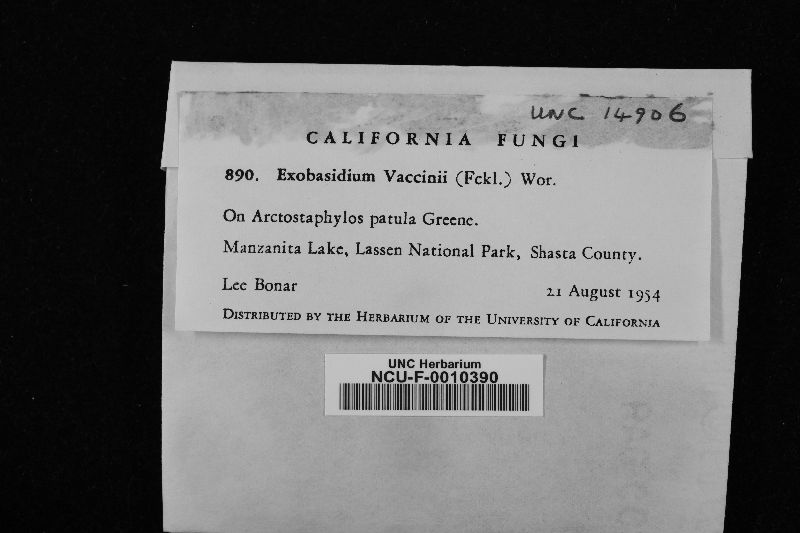 UNC 14906
CALIFORNIA FUNGI
890. Exobasidium Vaccinii (Fckl.) Wor.
On Arctostaphylos patula Greene.
Manzanita Lake, Lassen National Park, Shasta County.
Lee Bonar 21 August 1954
Distributed by the Herbarium of the University of California
UNC Herbarium
NCU-F-0010390